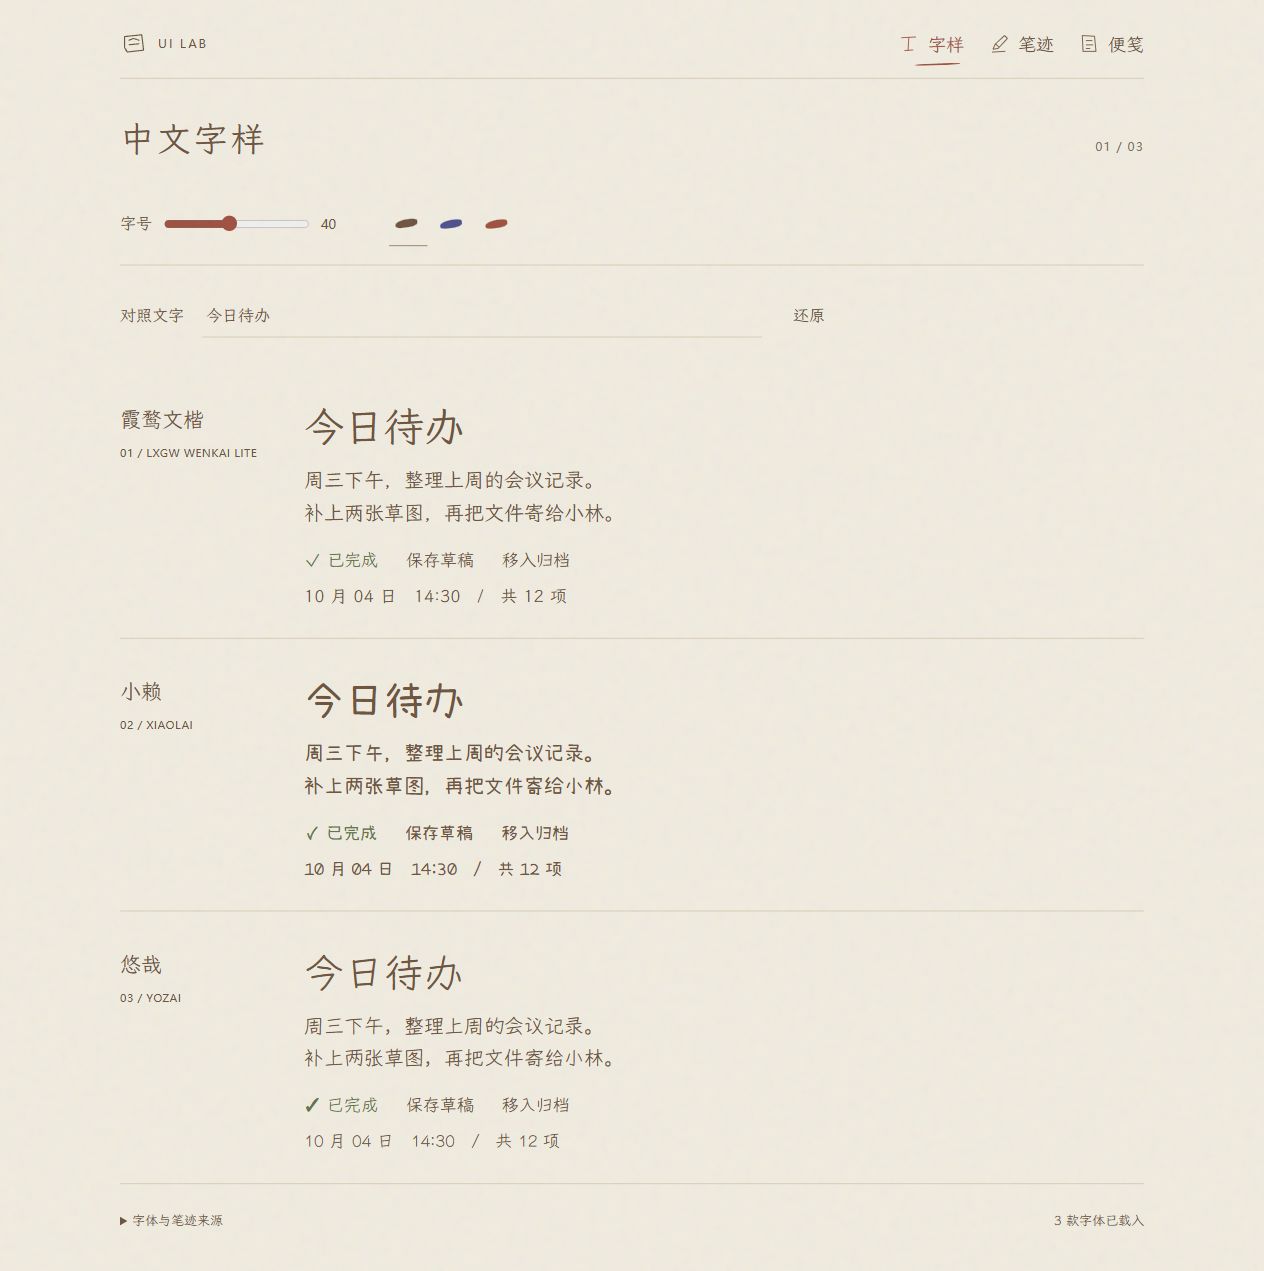 UI LAB 字样 笔迹 便笺
中文字样
01 / 03
字号 40
对照文字 今日待办 还原
霞鹜文楷
01 / LXGW WENKAI LITE
今日待办
周三下午，整理上周的会议记录。
补上两张草图，再把文件寄给小林。
✓ 已完成 保存草稿 移入归档
10 月 04 日 14:30 / 共 12 项
小赖
02 / XIAOLAI
今日待办
周三下午，整理上周的会议记录。
补上两张草图，再把文件寄给小林。
✓ 已完成 保存草稿 移入归档
10 月 04 日 14:30 / 共 12 项
悠哉
03 / YOZAI
今日待办
周三下午，整理上周的会议记录。
补上两张草图，再把文件寄给小林。
✓ 已完成 保存草稿 移入归档
10 月 04 日 14:30 / 共 12 项
▶ 字体与笔迹来源
3 款字体已载入